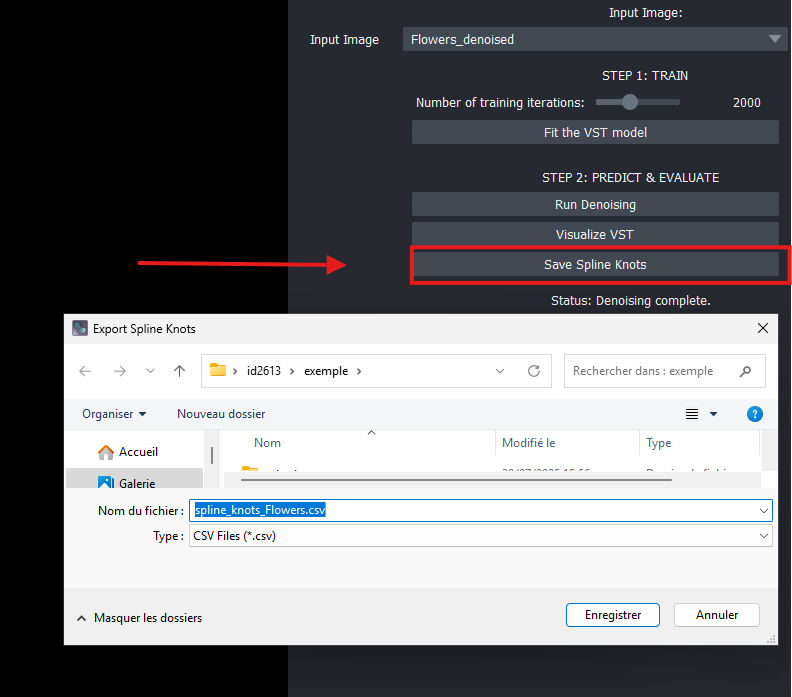 Input Image:
Input Image Flowers_denoised
STEP 1: TRAIN
Number of training iterations: 2000
Fit the VST model
STEP 2: PREDICT & EVALUATE
Run Denoising
Visualize VST
Save Spline Knots
Status: Denoising complete.
Export Spline Knots
id2613 exemple
Rechercher dans : exemple
Organiser Nouveau dossier
Accueil
Galerie
Nom Modifié le Type
Nom du fichier : spline_knots_Flowers.csv
Type : CSV Files (*.csv)
Masquer les dossiers Enregistrer Annuler